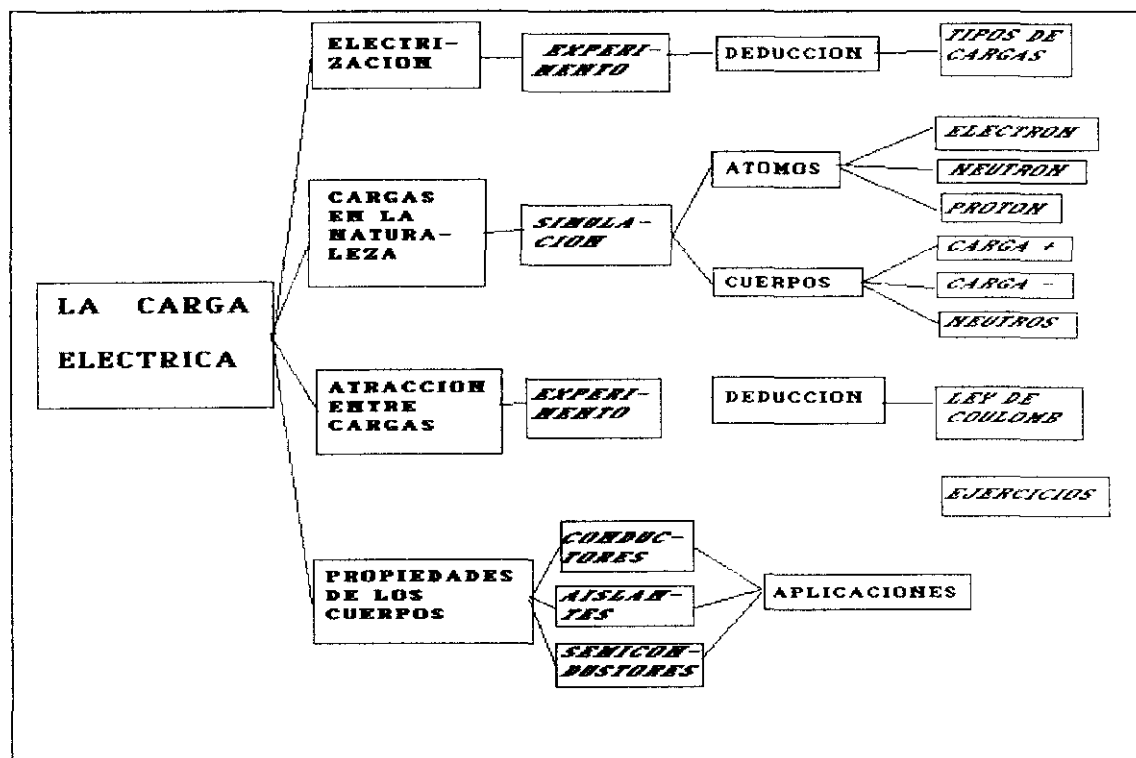 ELECTRI-
ZACION
EXPERI-
MENTO
DEDUCCION
TIPOS DE
CARGAS
CARGAS
EN LA
NATURA-
LEZA
SIMULA-
CION
ATOMOS
ELECTRON
NEUTRON
PROTON
CUERPOS
CARGA +
CARGA -
NEUTROS
LA CARGA
ELECTRICA
ATRACCION
ENTRE
CARGAS
EXPERI-
MENTO
DEDUCCION
LEY DE
COULOMB
EJERCICIOS
PROPIEDADES
DE LOS
CUERPOS
CONDUC-
TORES
AISLAN-
TES
SEMICON-
DUSTORES
APLICACIONES